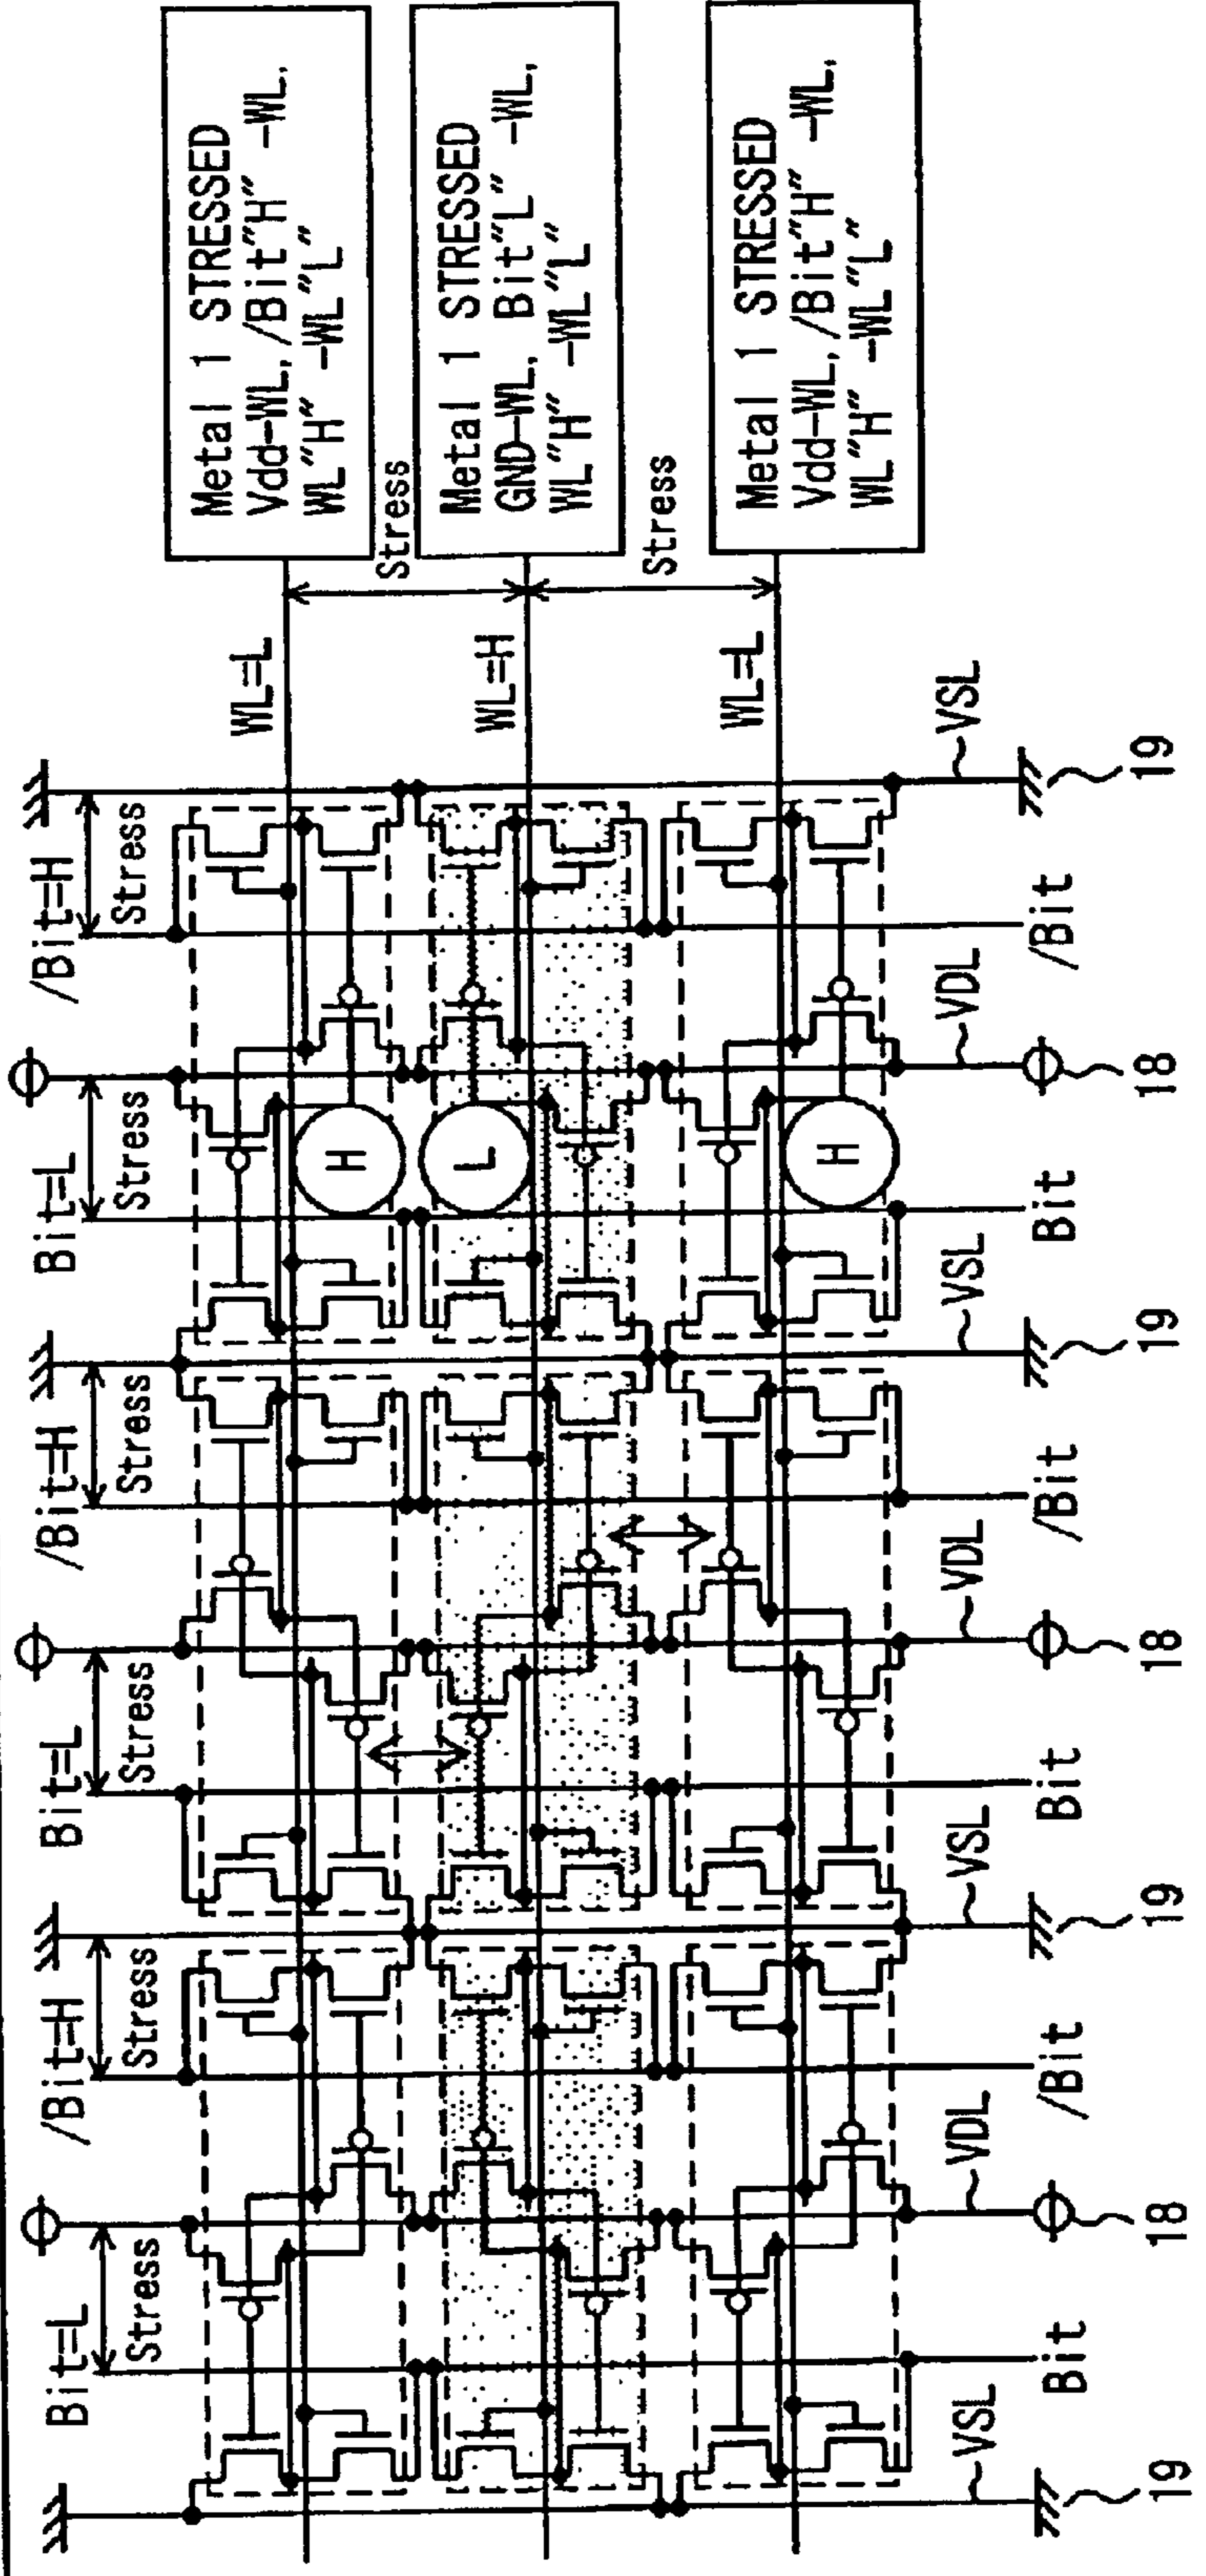 Bit=L
/Bit=H
Bit=L
/Bit=H
Bit=L
/Bit=H
Stress
Stress
Stress
Stress
Stress
Stress
WL=L
Metal 1 STRESSED
Vdd-WL, /Bit"H" -WL,
WL"H" -WL"L"
Stress
H
WL=H
Metal 1 STRESSED
GND-WL, Bit"L" -WL,
WL"H" -WL"L"
L
Stress
WL=L
Metal 1 STRESSED
Vdd-WL, /Bit"H" -WL,
WL"H" -WL"L"
H
VSL
VDL
VSL
VDL
VSL
VDL
VSL
Bit
/Bit
Bit
/Bit
Bit
/Bit
19
18
19
18
19
18
19